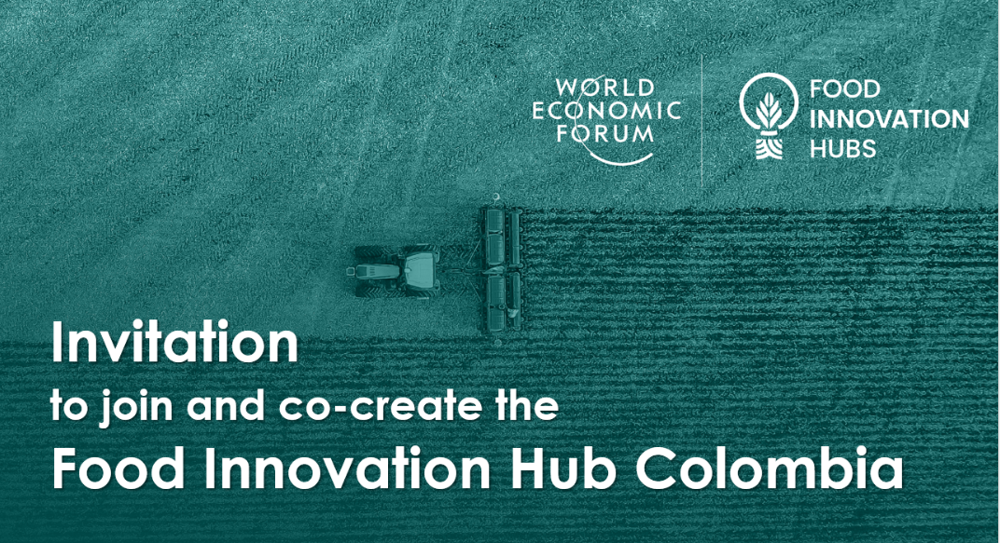 WORLD
ECONOMIC
FORUM
FOOD
INNOVATION
HUBS
Invitation
to join and co-create the
Food Innovation Hub Colombia